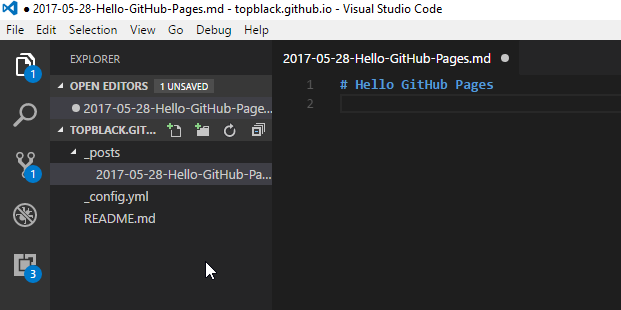 ● 2017-05-28-Hello-GitHub-Pages.md - topblack.github.io - Visual Studio Code
File Edit Selection View Go Debug Help
EXPLORER
OPEN EDITORS 1 UNSAVED
2017-05-28-Hello-GitHub-Page...
TOPBLACK.GIT...
_posts
2017-05-28-Hello-GitHub-Pa...
_config.yml
README.md
1
1
3
2017-05-28-Hello-GitHub-Pages.md ●
1 # Hello GitHub Pages
2